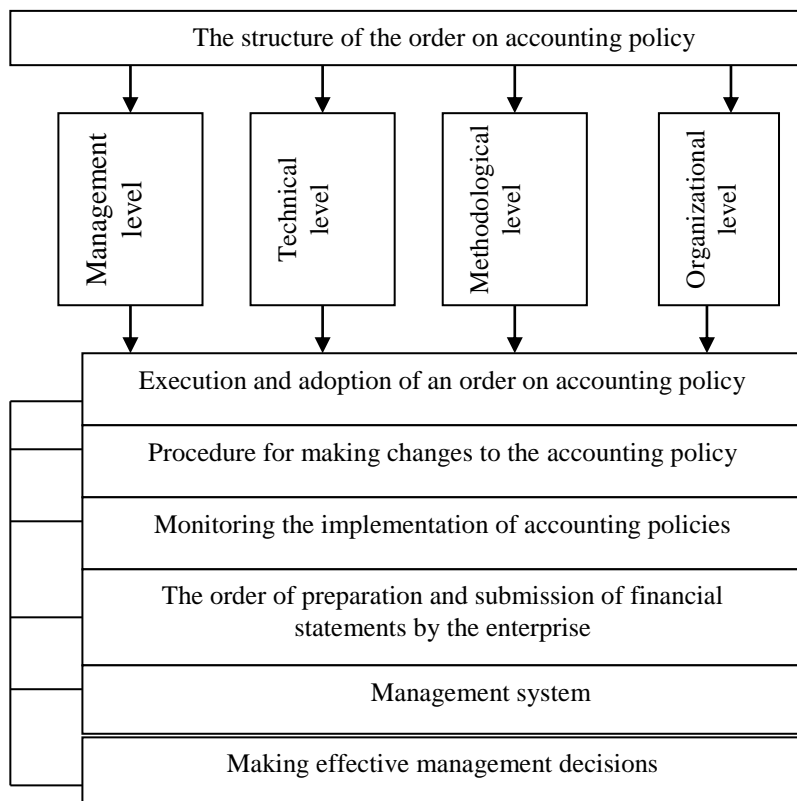 The structure of the order on accounting policy
Management
level
Technical
level
Methodological
level
Organizational
level
Execution and adoption of an order on accounting policy
Procedure for making changes to the accounting policy
Monitoring the implementation of accounting policies
The order of preparation and submission of financial
statements by the enterprise
Management system
Making effective management decisions